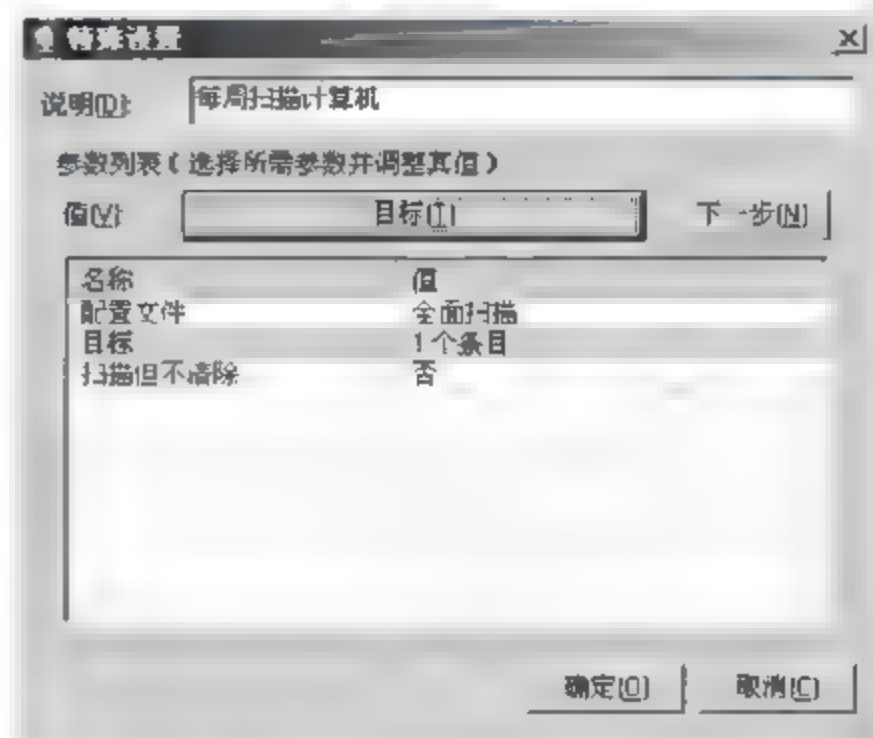 特殊设置
说明(D): 每周扫描计算机
参数列表(选择所需参数并调整其值)
值(V): 目标(T) 下一步(N)
名称 值
配置文件 全面扫描
目标 1个条目
扫描但不清除 否
确定(O) 取消(C)